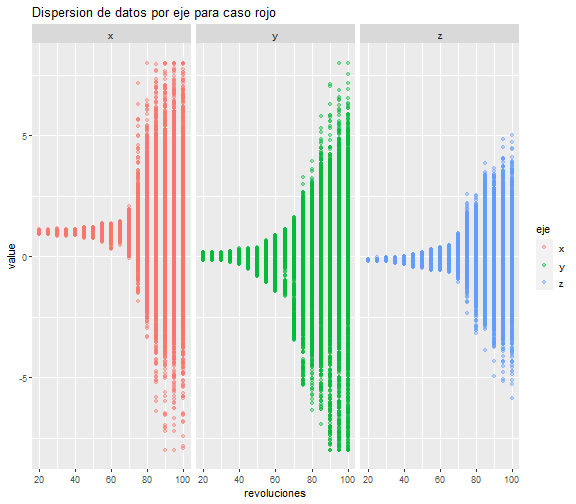 Dispersion de datos por eje para caso rojo
x y z
value
5
0
-5
20 40 60 80 100 20 40 60 80 100 20 40 60 80 100
revoluciones
eje
x
y
z